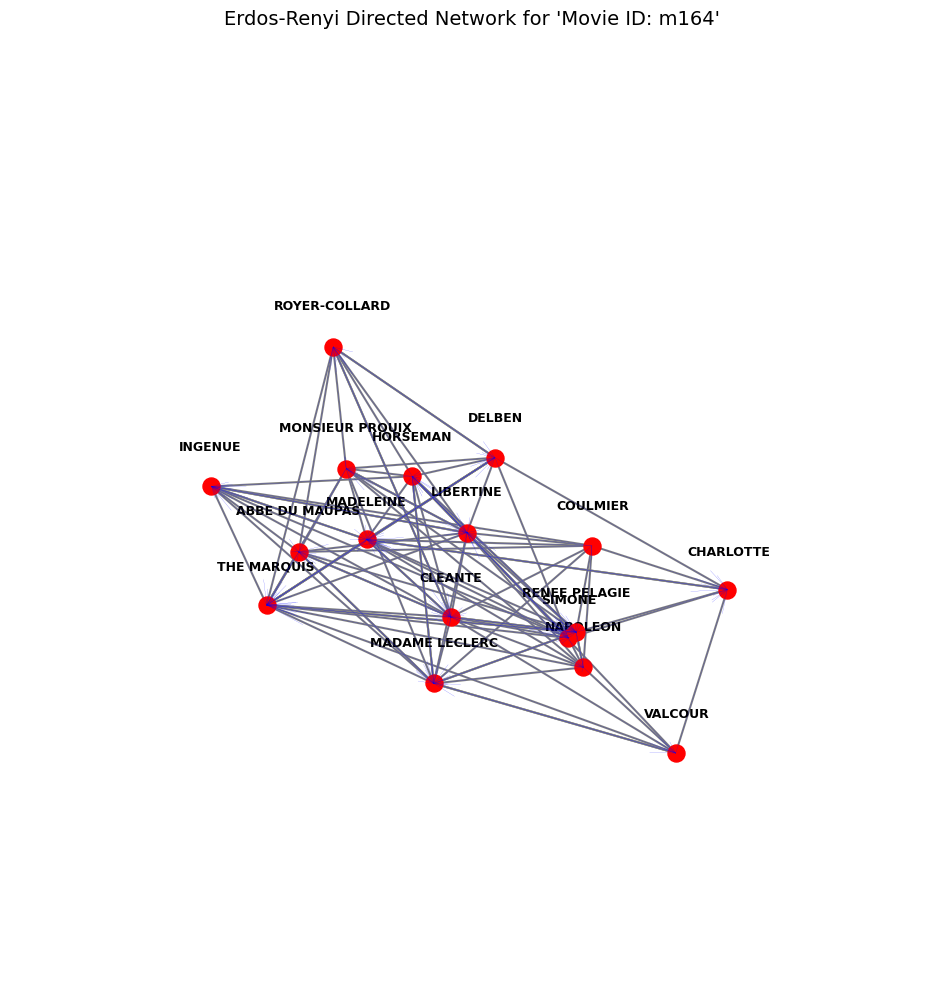 Erdos-Renyi Directed Network for 'Movie ID: m164'
ROYER-COLLARD
DELBEN
MONSIEUR PROUIX
HORSEMAN
INGENUE
LIBERTINE
MADELEINE
COULMIER
ABBE DU MAUPAS
CHARLOTTE
THE MARQUIS
CLEANTE
RENEE PELAGIE
SIMONE
NAPOLEON
MADAME LECLERC
VALCOUR